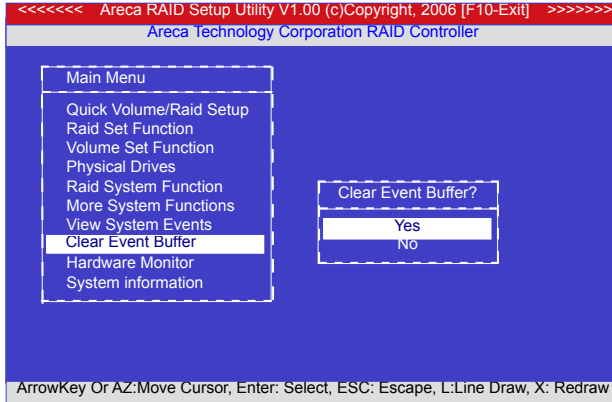 <<<<<<< Areca RAID Setup Utility V1.00 (c)Copyright, 2006 [F10-Exit] >>>>>>>
Areca Technology Corporation RAID Controller
Main Menu
Quick Volume/Raid Setup
Raid Set Function
Volume Set Function
Physical Drives
Raid System Function
More System Functions
View System Events
Clear Event Buffer
Hardware Monitor
System information
Clear Event Buffer?
Yes
No
ArrowKey Or AZ:Move Cursor, Enter: Select, ESC: Escape, L:Line Draw, X: Redraw